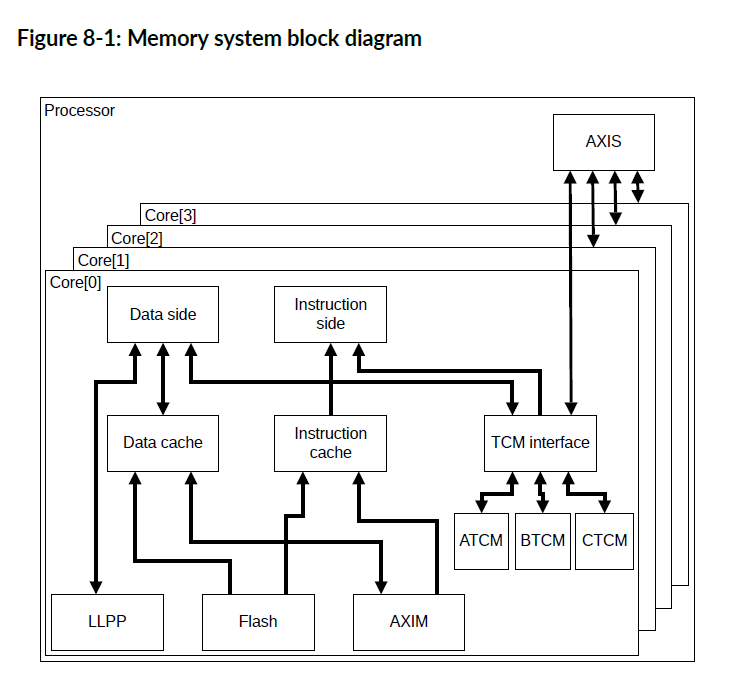 Figure 8-1: Memory system block diagram
Processor
AXIS
Core[3]
Core[2]
Core[1]
Core[0]
Data side
Instruction
side
Data cache
Instruction
cache
TCM interface
ATCM
BTCM
CTCM
LLPP
Flash
AXIM